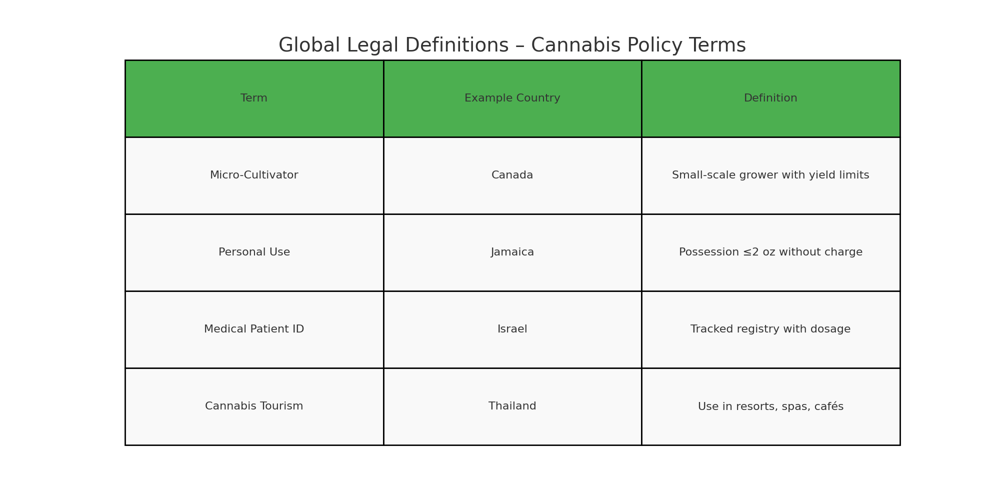 Global Legal Definitions – Cannabis Policy Terms
Term Example Country Definition
Micro-Cultivator Canada Small-scale grower with yield limits
Personal Use Jamaica Possession ≤2 oz without charge
Medical Patient ID Israel Tracked registry with dosage
Cannabis Tourism Thailand Use in resorts, spas, cafés